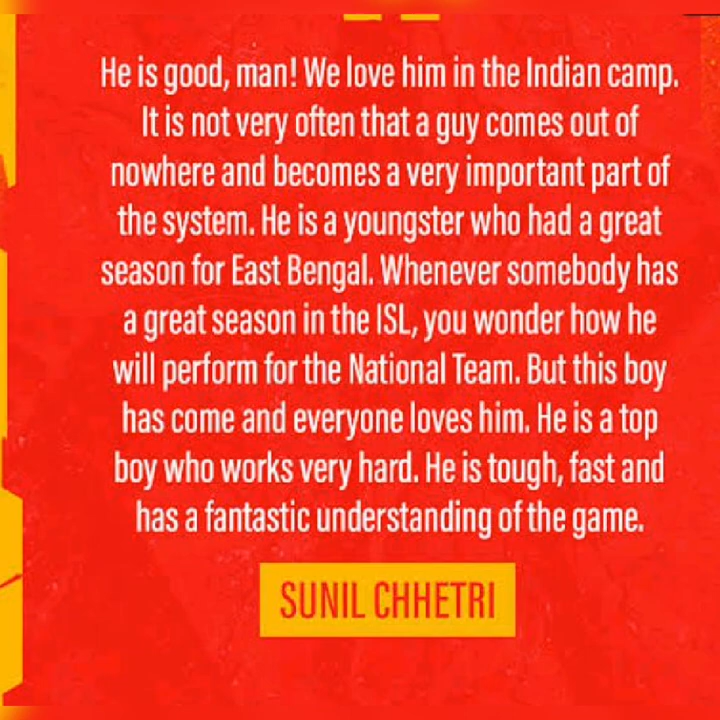 He is good, man! We love him in the Indian camp.
It is not very often that a guy comes out of
nowhere and becomes a very important part of
the system. He is a youngster who had a great
season for East Bengal. Whenever somebody has
a great season in the ISL, you wonder how he
will perform for the National Team. But this boy
has come and everyone loves him. He is a top
boy who works very hard. He is tough, fast and
has a fantastic understanding of the game.
SUNIL CHHETRI